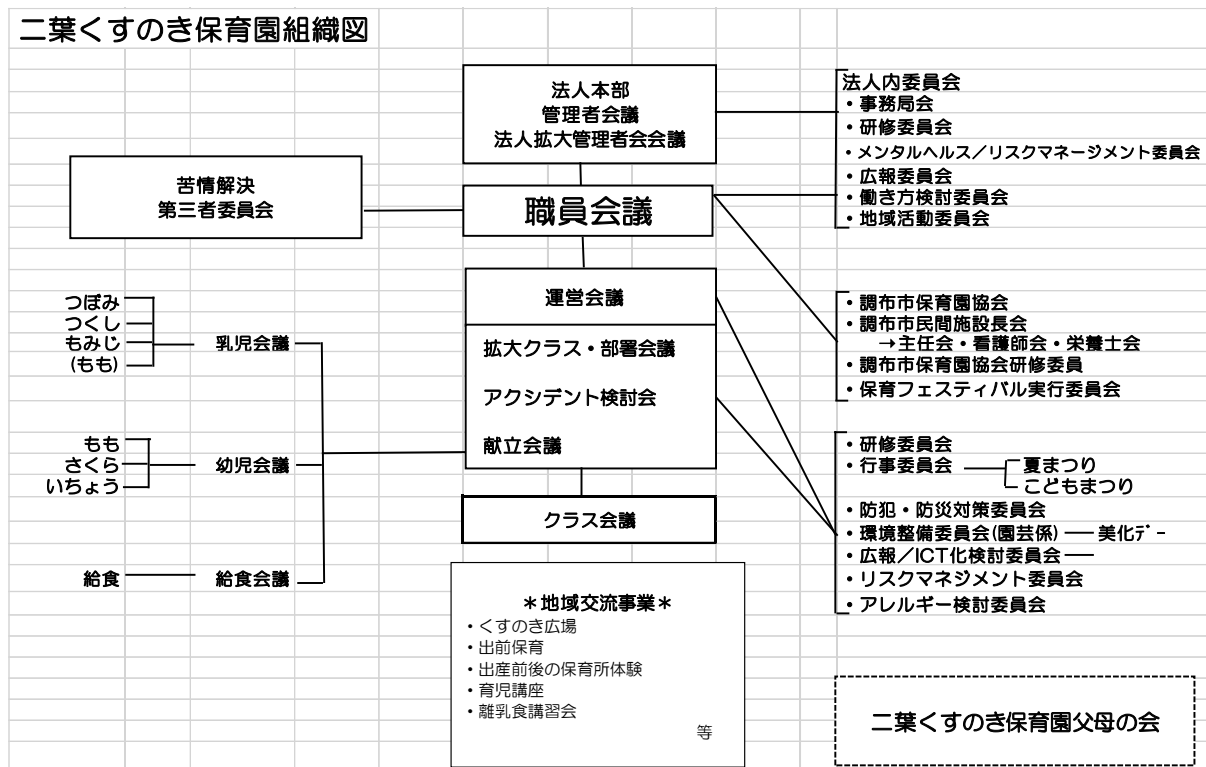 二葉くすのき保育園組織図
法人本部
管理者会議
法人拡大管理者会会議
法人内委員会
・事務局会
・研修委員会
・メンタルヘルス／リスクマネージメント委員会
・広報委員会
・働き方検討委員会
・地域活動委員会
苦情解決
第三者委員会
職員会議
運営会議
拡大クラス・部署会議
アクシデント検討会
献立会議
クラス会議
つぼみ
つくし
もみじ
(もも)
乳児会議
もも
さくら
いちょう
幼児会議
給食
給食会議
・調布市保育園協会
・調布市民間施設長会
→主任会・看護師会・栄養士会
・調布市保育園協会研修委員
・保育フェスティバル実行委員会
・研修委員会
・行事委員会
夏まつり
こどもまつり
・防犯・防災対策委員会
・環境整備委員会(園芸係) ── 美化ﾃﾞｰ
・広報／ICT化検討委員会 ──
・リスクマネジメント委員会
・アレルギー検討委員会
＊地域交流事業＊
・くすのき広場
・出前保育
・出産前後の保育所体験
・育児講座
・離乳食講習会
等
二葉くすのき保育園父母の会